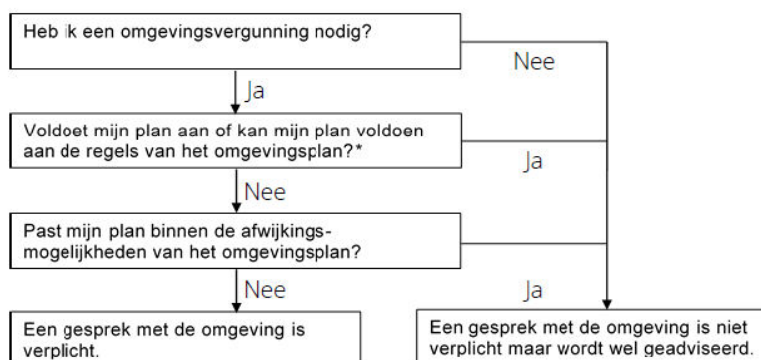 Heb ik een omgevingsvergunning nodig?
Nee
Ja
Voldoet mijn plan aan of kan mijn plan voldoen
aan de regels van het omgevingsplan?*
Ja
Nee
Past mijn plan binnen de afwijkings-
mogelijkheden van het omgevingsplan?
Nee
Ja
Een gesprek met de omgeving is
verplicht.
Een gesprek met de omgeving is niet
verplicht maar wordt wel geadviseerd.